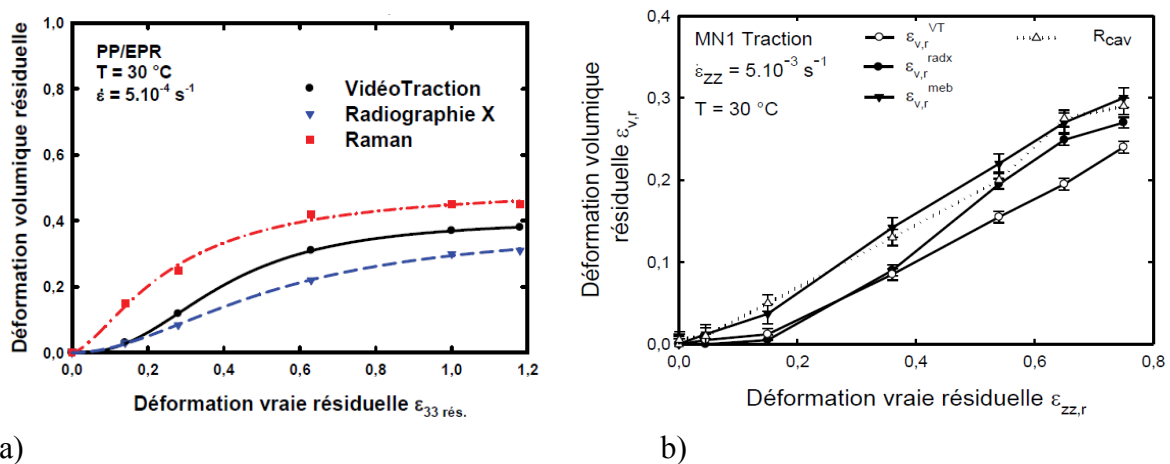 Déformation volumique résiduelle
1,0
0,8
0,6
0,4
0,2
0,0
PP/EPR
T = 30 °C
ε̇ = 5.10⁻⁴ s⁻¹
VidéoTraction
Radiographie X
Raman
0,0 0,2 0,4 0,6 0,8 1,0 1,2
Déformation vraie résiduelle ε33 rés.
a)
Déformation volumique
résiduelle εv,r
0,4
0,3
0,2
0,1
0,0
MN1 Traction
ε̇zz = 5.10⁻³ s⁻¹
T = 30 °C
εv,r VT
εv,r radx
εv,r meb
Rcav
0,0 0,2 0,4 0,6 0,8
Déformation vraie résiduelle εzz,r
b)